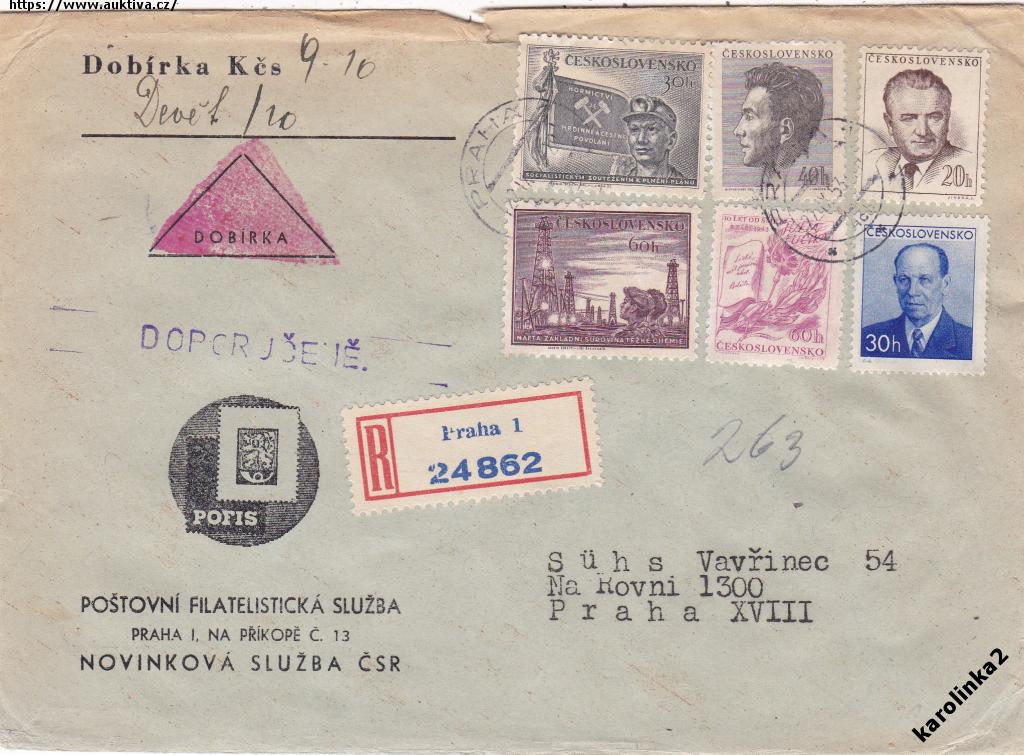 https://www.auktiva.cz/
Dobírka Kčs 9.10
Devět /10
DOBÍRKA
DOPORUČENĚ.
ČESKOSLOVENSKO
30h
HORNICTVÍ
HRDINNÉ A ČESTNÉ
POVOLÁNÍ
SOCIALISTICKÝM SOUTĚŽENÍM K PLNĚNÍ PLÁNU
ČESKOSLOVENSKO
40h
ČESKOSLOVENSKO
20h
PRAHA
ČESKOSLOVENSKO
60h
NAFTA ZÁKLADNÍ SUROVINA TĚŽKÉ CHEMIE
60h
ČESKOSLOVENSKO
ČESKOSLOVENSKO
30h
R
Praha 1
24862
263
POFIS
Sühs Vavřinec 54
Na Rovni 1300
Praha XVIII
POŠTOVNÍ FILATELISTICKÁ SLUŽBA
PRAHA I, NA PŘÍKOPĚ Č. 13
NOVINKOVÁ SLUŽBA ČSR
karolinka2